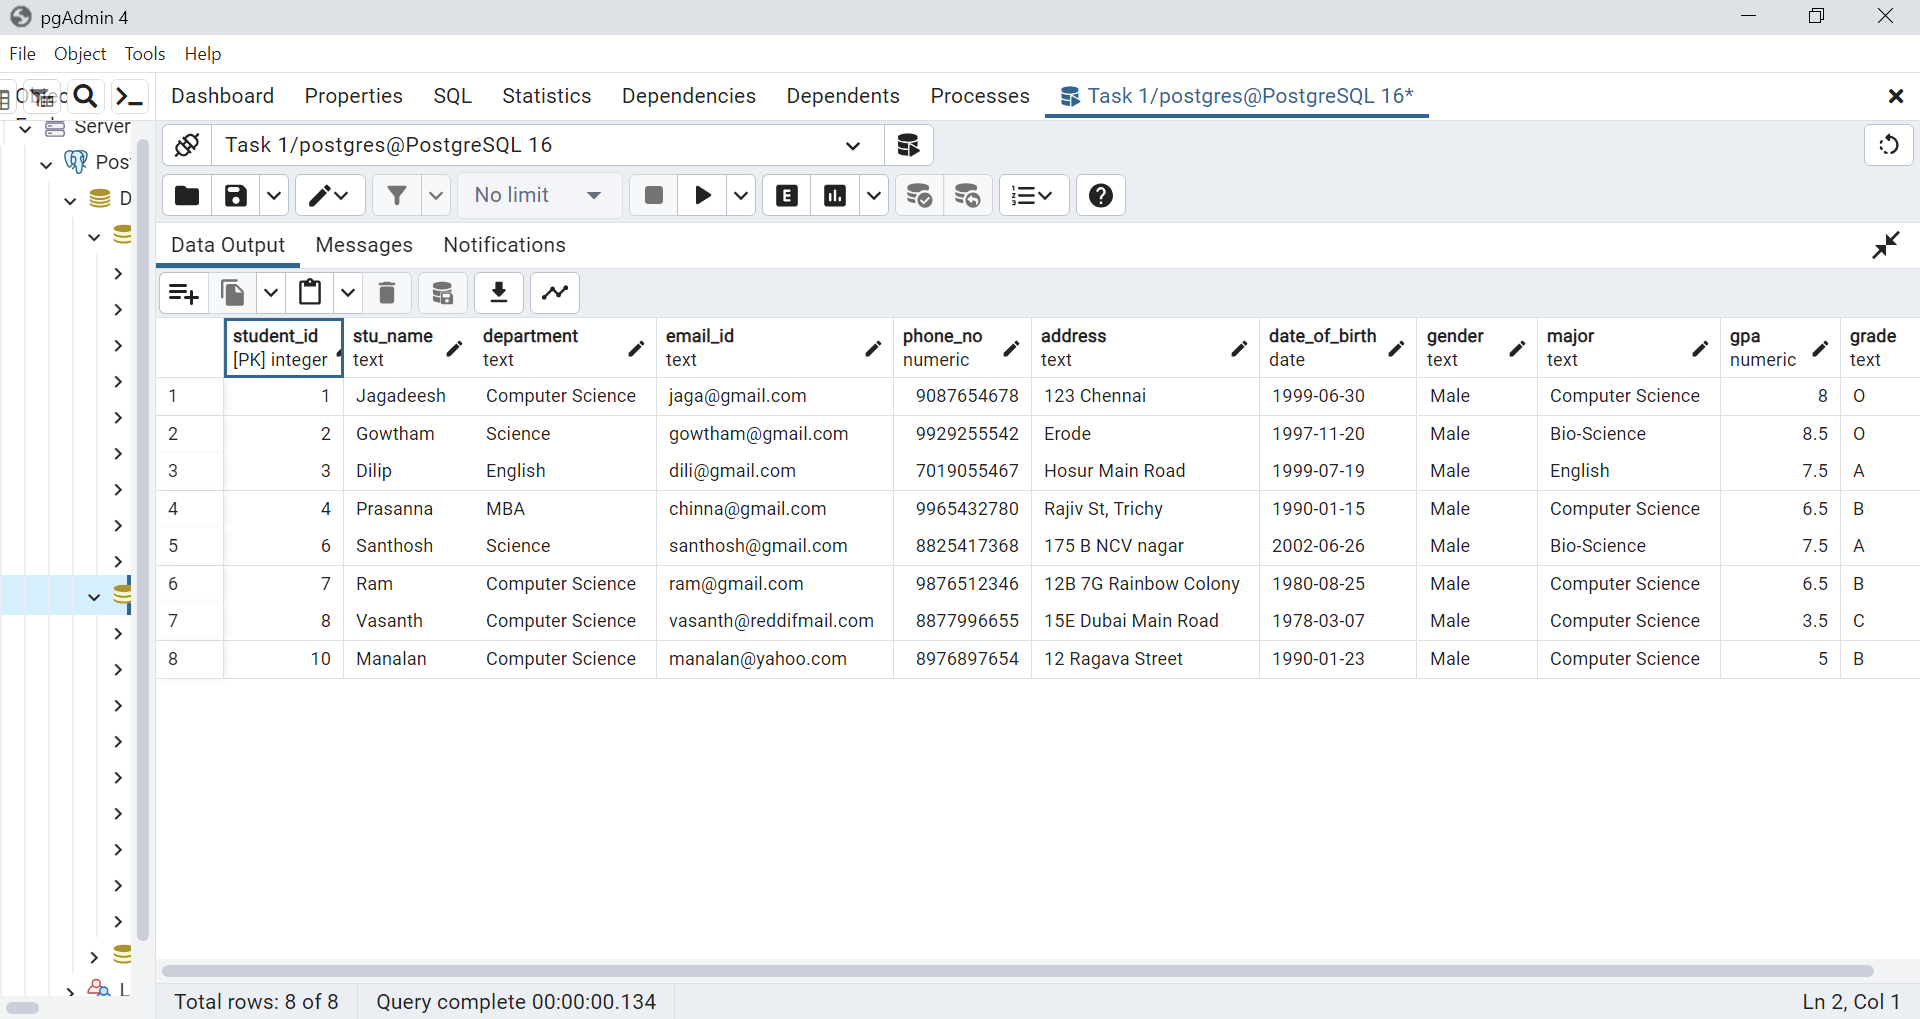 pgAdmin 4
File Object Tools Help
Dashboard Properties SQL Statistics Dependencies Dependents Processes Task 1/postgres@PostgreSQL 16*
Server
Task 1/postgres@PostgreSQL 16
Pos
No limit
D
Data Output Messages Notifications
student_id stu_name department email_id phone_no address date_of_birth gender major gpa grade
[PK] integer text text text numeric text date text text numeric text
1 1 Jagadeesh Computer Science jaga@gmail.com 9087654678 123 Chennai 1999-06-30 Male Computer Science 8 O
2 2 Gowtham Science gowtham@gmail.com 9929255542 Erode 1997-11-20 Male Bio-Science 8.5 O
3 3 Dilip English dili@gmail.com 7019055467 Hosur Main Road 1999-07-19 Male English 7.5 A
4 4 Prasanna MBA chinna@gmail.com 9965432780 Rajiv St, Trichy 1990-01-15 Male Computer Science 6.5 B
5 6 Santhosh Science santhosh@gmail.com 8825417368 175 B NCV nagar 2002-06-26 Male Bio-Science 7.5 A
6 7 Ram Computer Science ram@gmail.com 9876512346 12B 7G Rainbow Colony 1980-08-25 Male Computer Science 6.5 B
7 8 Vasanth Computer Science vasanth@reddifmail.com 8877996655 15E Dubai Main Road 1978-03-07 Male Computer Science 3.5 C
8 10 Manalan Computer Science manalan@yahoo.com 8976897654 12 Ragava Street 1990-01-23 Male Computer Science 5 B
L
Total rows: 8 of 8 Query complete 00:00:00.134 Ln 2, Col 1